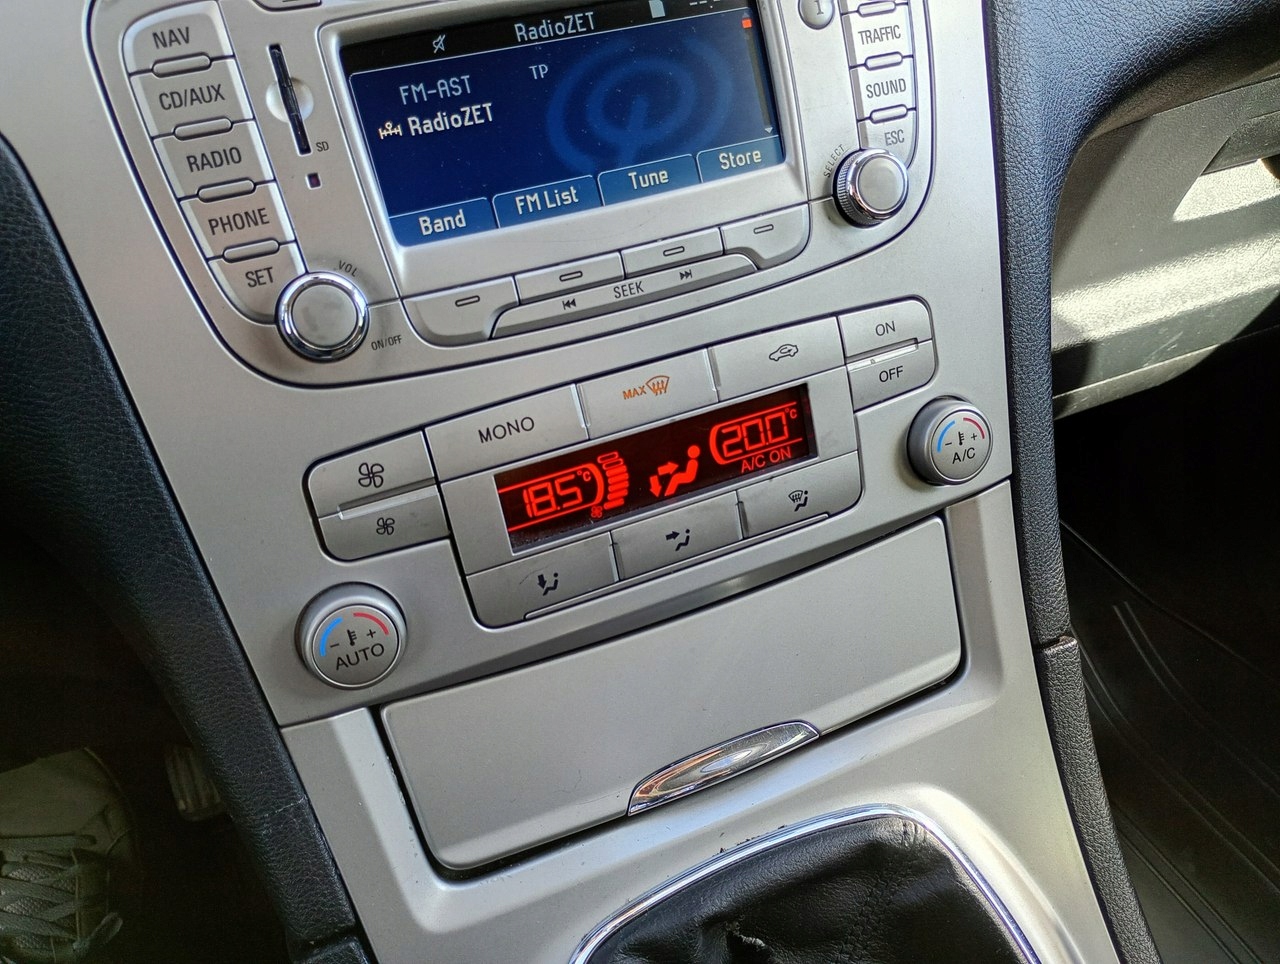 NAV
CD/AUX
RADIO
PHONE
SET
SD
VOL
ON/OFF
RadioZET
FM-AST
TP
RadioZET
Band
FM List
Tune
Store
i
TRAFFIC
SOUND
ESC
SELECT
SEEK
MONO
MAX
ON
OFF
18.5°C
20.0°C
A/C ON
- +
AUTO
- +
A/C